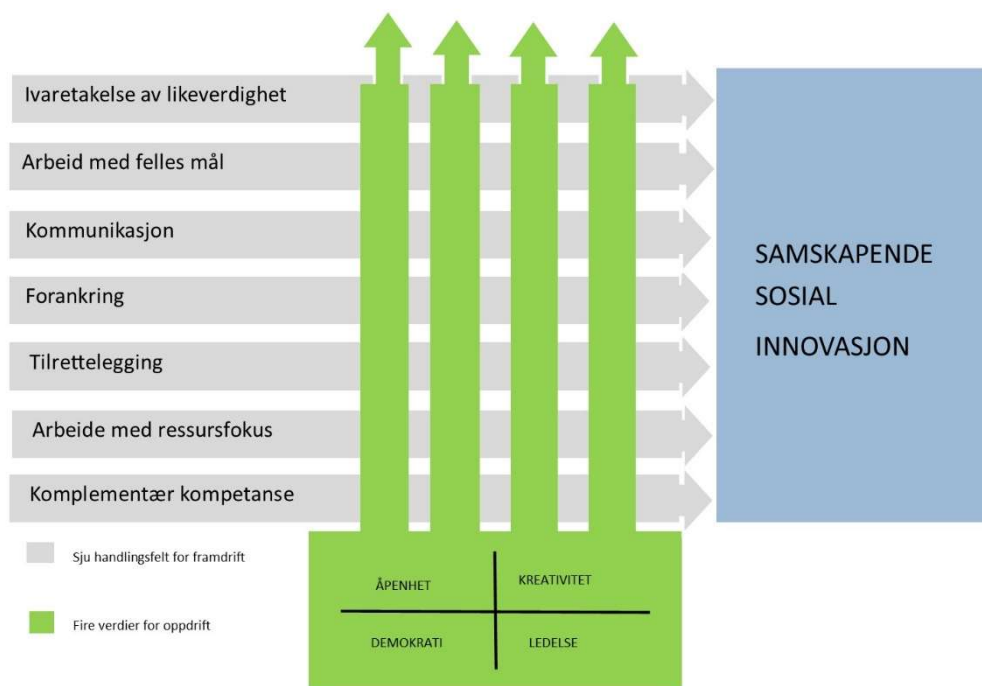 Ivaretakelse av likeverdighet
Arbeid med felles mål
Kommunikasjon
Forankring
Tilrettelegging
Arbeide med ressursfokus
Komplementær kompetanse
SAMSKAPENDE
SOSIAL
INNOVASJON
Sju handlingsfelt for framdrift
Fire verdier for oppdrift
ÅPENHET
KREATIVITET
DEMOKRATI
LEDELSE